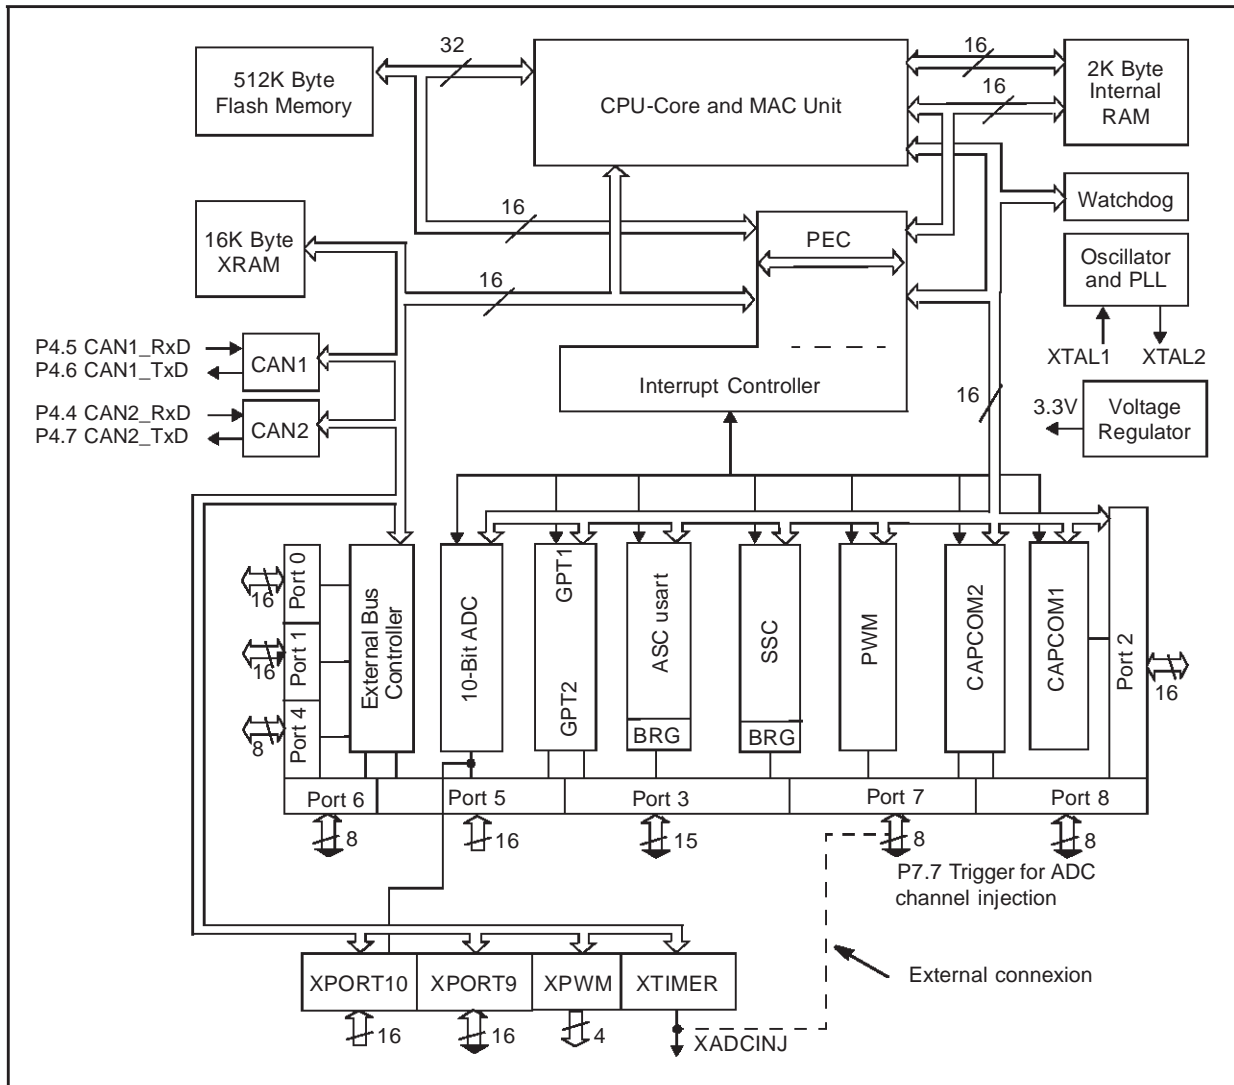 32
16
512K Byte
Flash Memory
CPU-Core and MAC Unit
2K Byte
Internal
RAM
16
16
16K Byte
XRAM
PEC
Watchdog
Oscillator
and PLL
16
P4.5 CAN1_RxD
P4.6 CAN1_TxD
CAN1
XTAL1
XTAL2
Interrupt Controller
P4.4 CAN2_RxD
P4.7 CAN2_TxD
CAN2
16
3.3V
Voltage
Regulator
Port 0
16
Port 1
16
Port 4
8
External Bus
Controller
10-Bit ADC
GPT1
GPT2
ASC usart
BRG
SSC
BRG
PWM
CAPCOM2
CAPCOM1
Port 2
16
Port 6
Port 5
Port 3
Port 7
Port 8
8
16
15
8
8
P7.7 Trigger for ADC
channel injection
External connexion
XPORT10
XPORT9
XPWM
XTIMER
16
16
4
XADCINJ